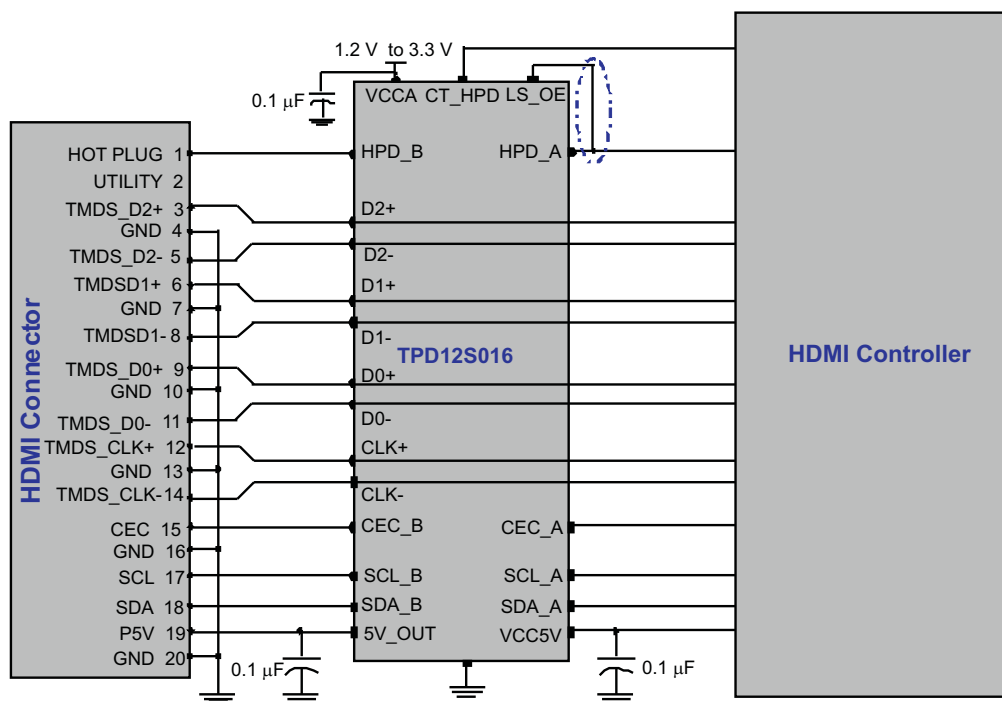 1.2 V to 3.3 V
0.1 μF
VCCA CT_HPD LS_OE
HOT PLUG 1
HPD_B
HPD_A
UTILITY 2
TMDS_D2+ 3
D2+
GND 4
TMDS_D2- 5
D2-
TMDSD1+ 6
D1+
GND 7
TMDSD1- 8
D1-
TPD12S016
HDMI Controller
HDMI Connector
TMDS_D0+ 9
D0+
GND 10
TMDS_D0- 11
D0-
TMDS_CLK+ 12
CLK+
GND 13
TMDS_CLK- 14
CLK-
CEC 15
CEC_B
CEC_A
GND 16
SCL 17
SCL_B
SCL_A
SDA 18
SDA_B
SDA_A
P5V 19
5V_OUT
VCC5V
GND 20
0.1 μF
0.1 μF